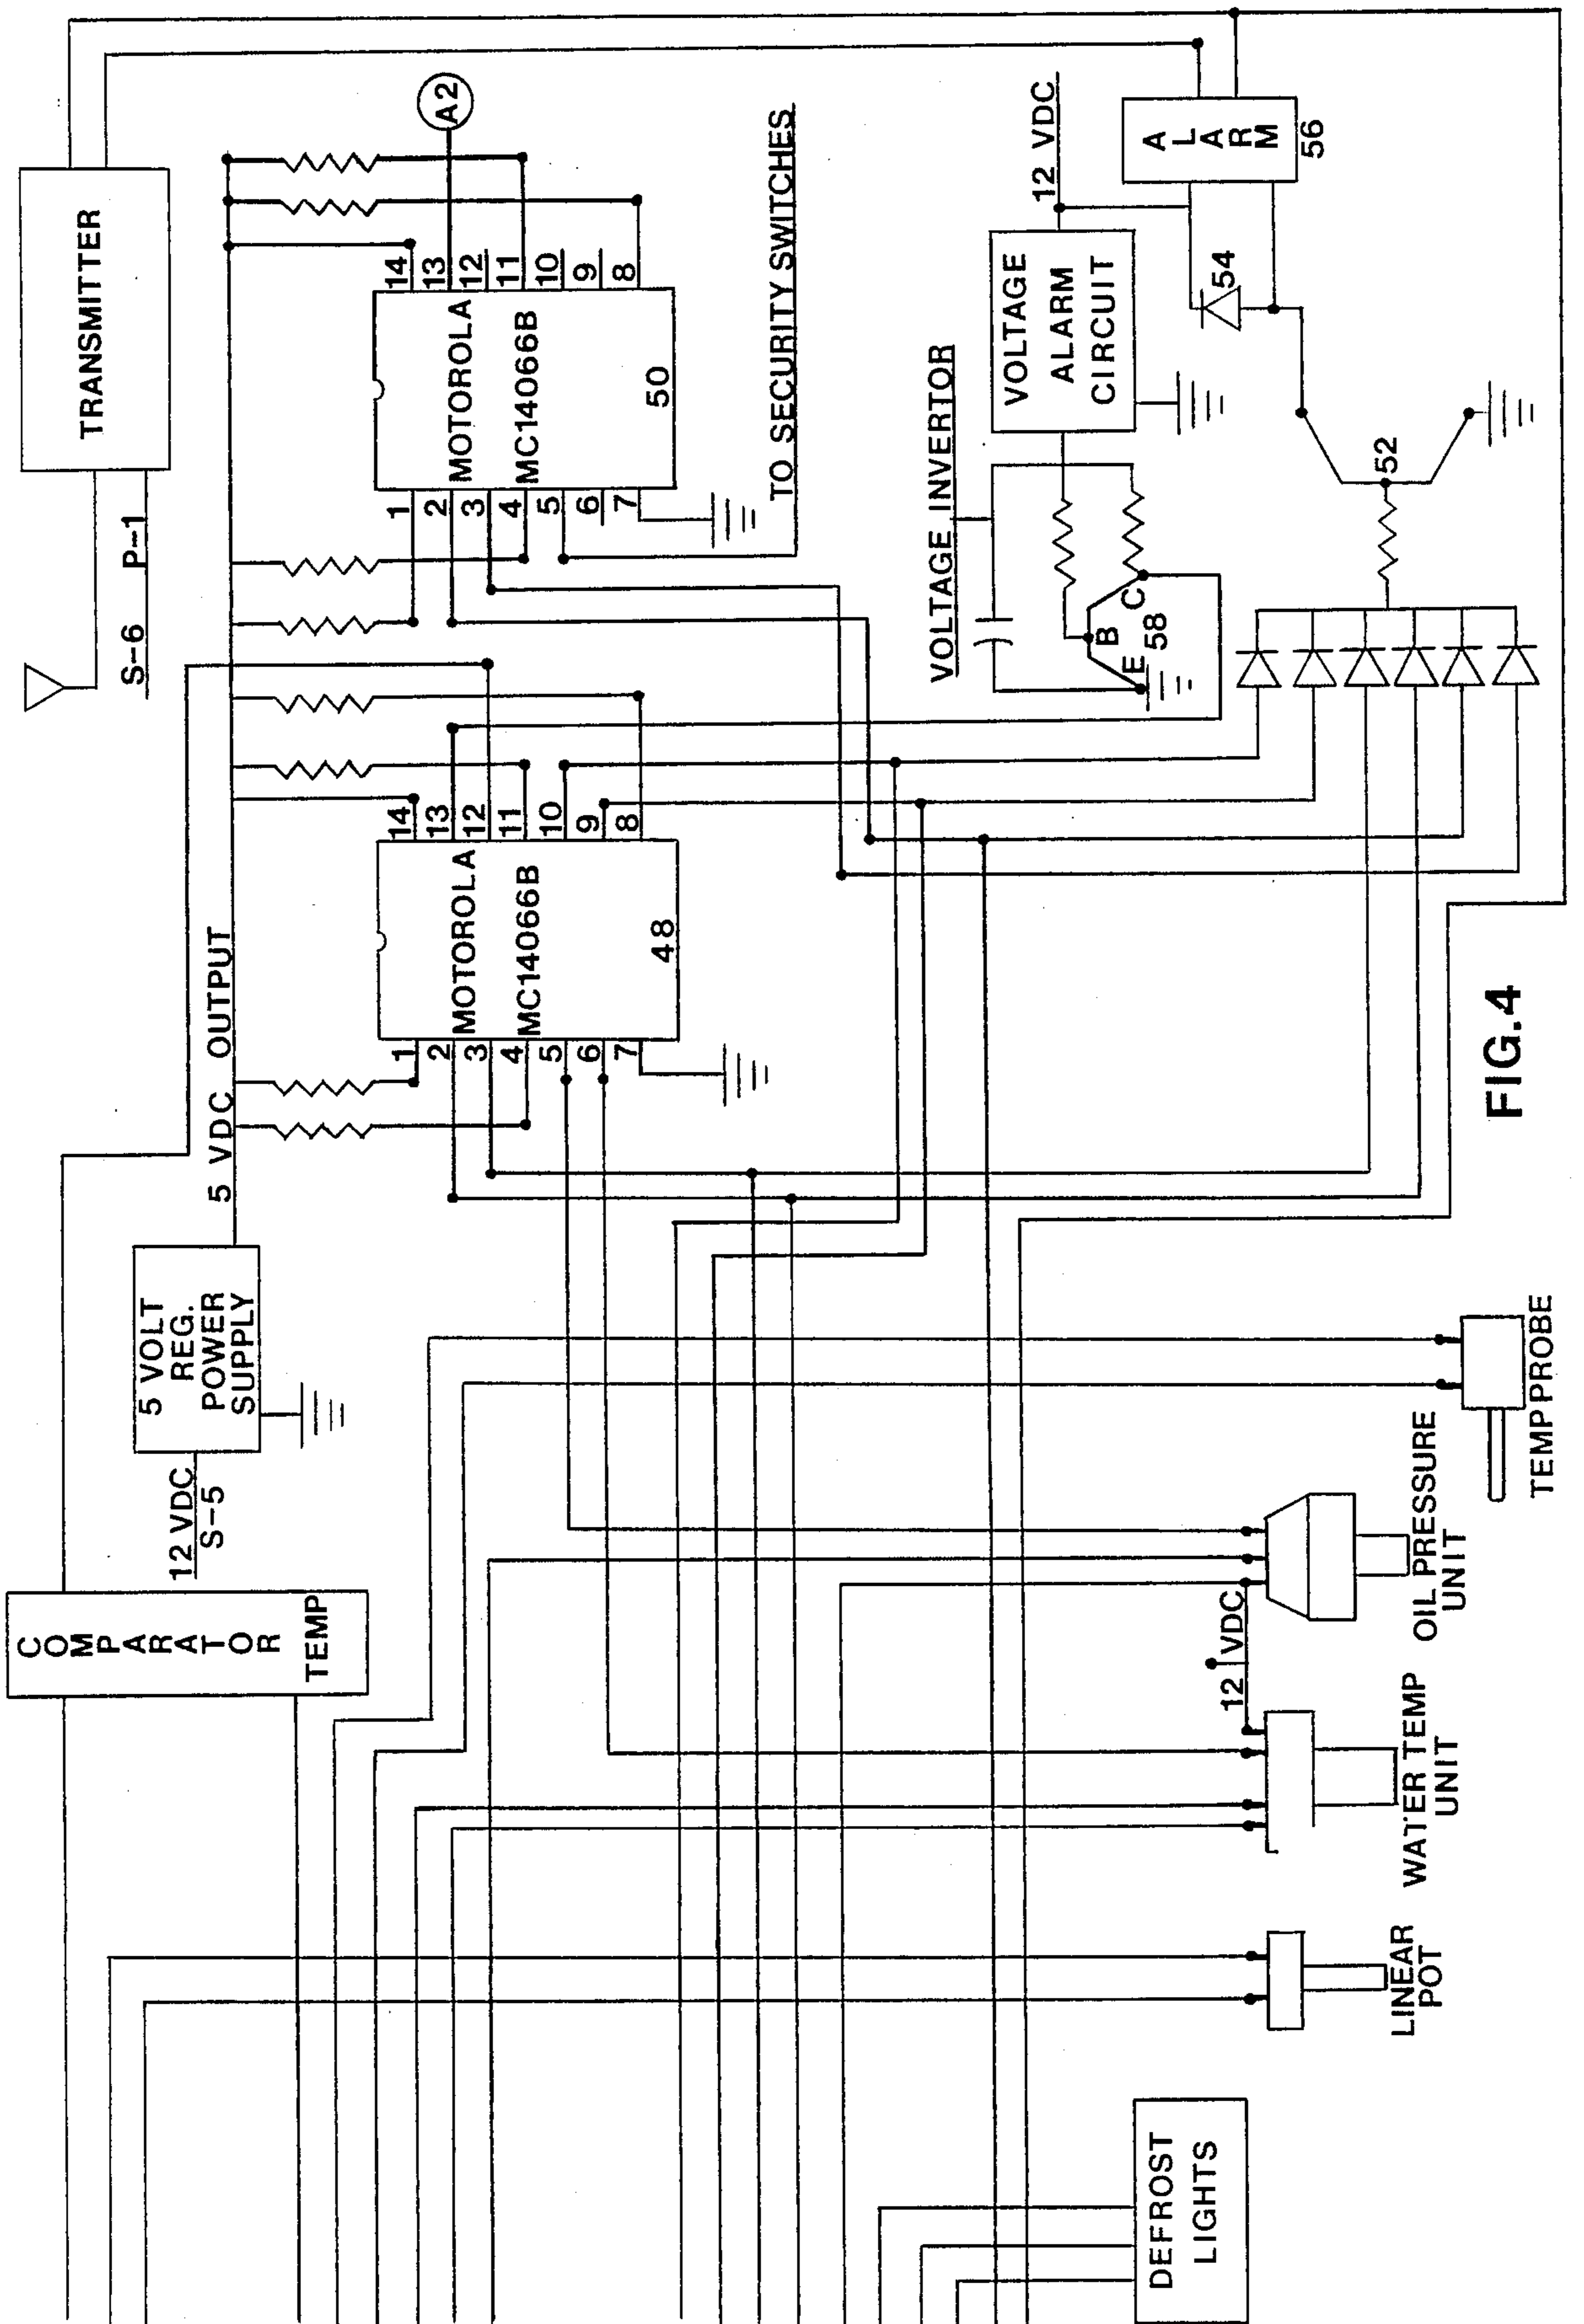 TRANSMITTER
S-6 P-1
A2
14
13
12
11
10
9
8
MOTOROLA
MC14066B
50
1
2
3
4
5
6
7
TO SECURITY SWITCHES
12 VDC
VOLTAGE
ALARM
CIRCUIT
ALARM
56
54
52
VOLTAGE INVERTOR
B
C
E
58
5 VDC OUTPUT
14
13
12
11
10
9
8
MOTOROLA
MC14066B
48
1
2
3
4
5
6
7
5 VOLT
REG.
POWER
SUPPLY
12 VDC
S-5
COMPARATOR
TEMP
TEMP PROBE
OIL PRESSURE
UNIT
12 VDC
WATER TEMP
UNIT
LINEAR
POT
DEFROST
LIGHTS
FIG.4